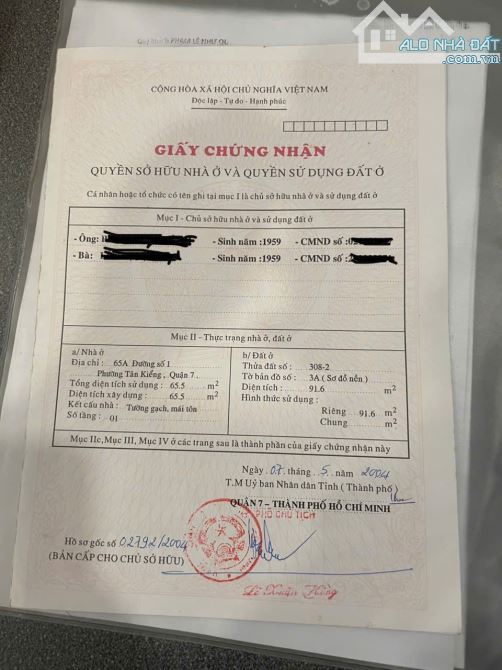 PHẠM LÊ NHƯ QU
ALO NHÀ ĐẤT
.com.vn
CỘNG HÒA XÃ HỘI CHỦ NGHĨA VIỆT NAM
Độc lập - Tự do - Hạnh phúc
GIẤY CHỨNG NHẬN
QUYỀN SỞ HỮU NHÀ Ở VÀ QUYỀN SỬ DỤNG ĐẤT Ở
Cá nhân hoặc tổ chức có tên ghi tại mục I là chủ sở hữu nhà ở và sử dụng đất ở
Mục I - Chủ sở hữu nhà ở và sử dụng đất ở
- Ông: - Sinh năm :1959 - CMND số :
- Bà: - Sinh năm :1959 - CMND số :
Mục II - Thực trạng nhà ở, đất ở
a/ Nhà ở
Địa chỉ : 65A Đường số 1
Phường Tân Kiểng , Quận 7 .
Tổng diện tích sử dụng : 65.5 m2
Diện tích xây dựng : 65.5 m2
Kết cấu nhà : Tường gạch, mái tôn
Số tầng : 01
b/ Đất ở
Thửa đất số : 308-2
Tờ bản đồ số : 3A ( Sơ đồ nền )
Diện tích : 91.6 m2
Hình thức sử dụng :
Riêng : 91.6 m2
Chung : m2
Mục IIc, Mục III, Mục IV ở các trang sau là thành phần của giấy chứng nhận này
Ngày 07 tháng 5 năm 2004
T.M Uỷ ban Nhân dân Tỉnh ( Thành phố )
QUẬN 7 – THÀNH PHỐ HỒ CHÍ MINH
PHÓ CHỦ TỊCH
Hồ sơ gốc số 02792/2004
(BẢN CẤP CHO CHỦ SỞ HỮU)
Lê Xuân Hồng